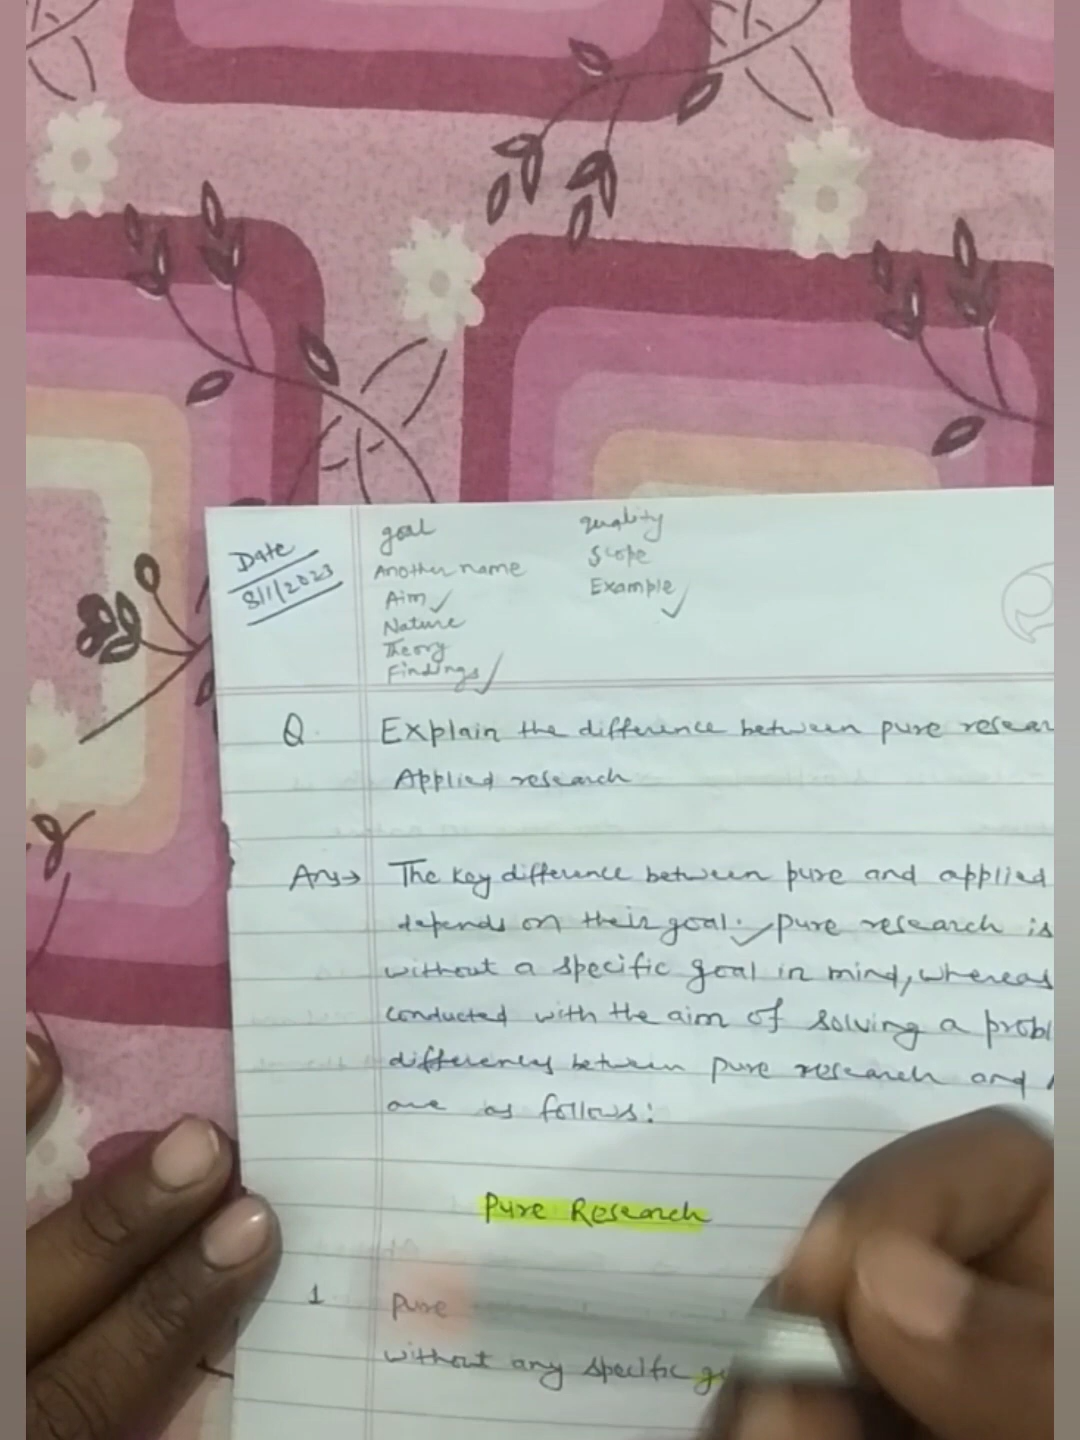 Date
8/1/2023
goal
Another name
Aim
Nature
Theory
Findings
quality
Scope
Example
Q. Explain the difference between pure resear
Applied research
Ans→ The key difference between pure and applied
depends on their goal. pure research is
without a specific goal in mind, whereas
conducted with the aim of solving a probl
differences between pure research and
are as follows:
Pure Research
1 Pure
without any specific